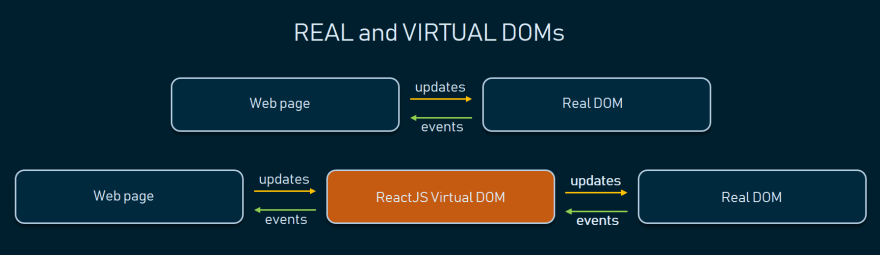 REAL and VIRTUAL DOMs
updates
Web page
Real DOM
events
updates
updates
Web page
ReactJS Virtual DOM
Real DOM
events
events